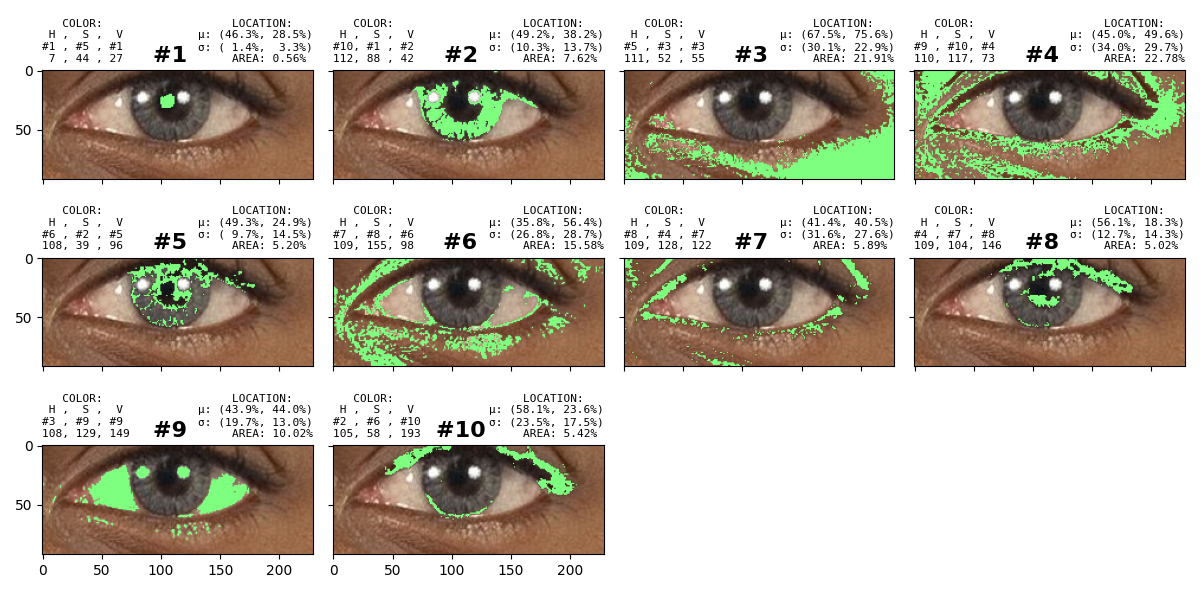 COLOR: LOCATION:
H , S , V μ: (46.3%, 28.5%)
#1 , #5 , #1 σ: ( 1.4%, 3.3%)
7 , 44 , 27 #1 AREA: 0.56%
COLOR: LOCATION:
H , S , V μ: (49.2%, 38.2%)
#10, #1 , #2 σ: (10.3%, 13.7%)
112, 88 , 42 #2 AREA: 7.62%
COLOR: LOCATION:
H , S , V μ: (67.5%, 75.6%)
#5 , #3 , #3 σ: (30.1%, 22.9%)
111, 52 , 55 #3 AREA: 21.91%
COLOR: LOCATION:
H , S , V μ: (45.0%, 49.6%)
#9 , #10, #4 σ: (34.0%, 29.7%)
110, 117, 73 #4 AREA: 22.78%
0
50
COLOR: LOCATION:
H , S , V μ: (49.3%, 24.9%)
#6 , #2 , #5 σ: ( 9.7%, 14.5%)
108, 39 , 96 #5 AREA: 5.20%
COLOR: LOCATION:
H , S , V μ: (35.8%, 56.4%)
#7 , #8 , #6 σ: (26.8%, 28.7%)
109, 155, 98 #6 AREA: 15.58%
COLOR: LOCATION:
H , S , V μ: (41.4%, 40.5%)
#8 , #4 , #7 σ: (31.6%, 27.6%)
109, 128, 122 #7 AREA: 5.89%
COLOR: LOCATION:
H , S , V μ: (56.1%, 18.3%)
#4 , #7 , #8 σ: (12.7%, 14.3%)
109, 104, 146 #8 AREA: 5.02%
0
50
COLOR: LOCATION:
H , S , V μ: (43.9%, 44.0%)
#3 , #9 , #9 σ: (19.7%, 13.0%)
108, 129, 149 #9 AREA: 10.02%
COLOR: LOCATION:
H , S , V μ: (58.1%, 23.6%)
#2 , #6 , #10 σ: (23.5%, 17.5%)
105, 58 , 193 #10 AREA: 5.42%
0
50
0 50 100 150 200
0 50 100 150 200